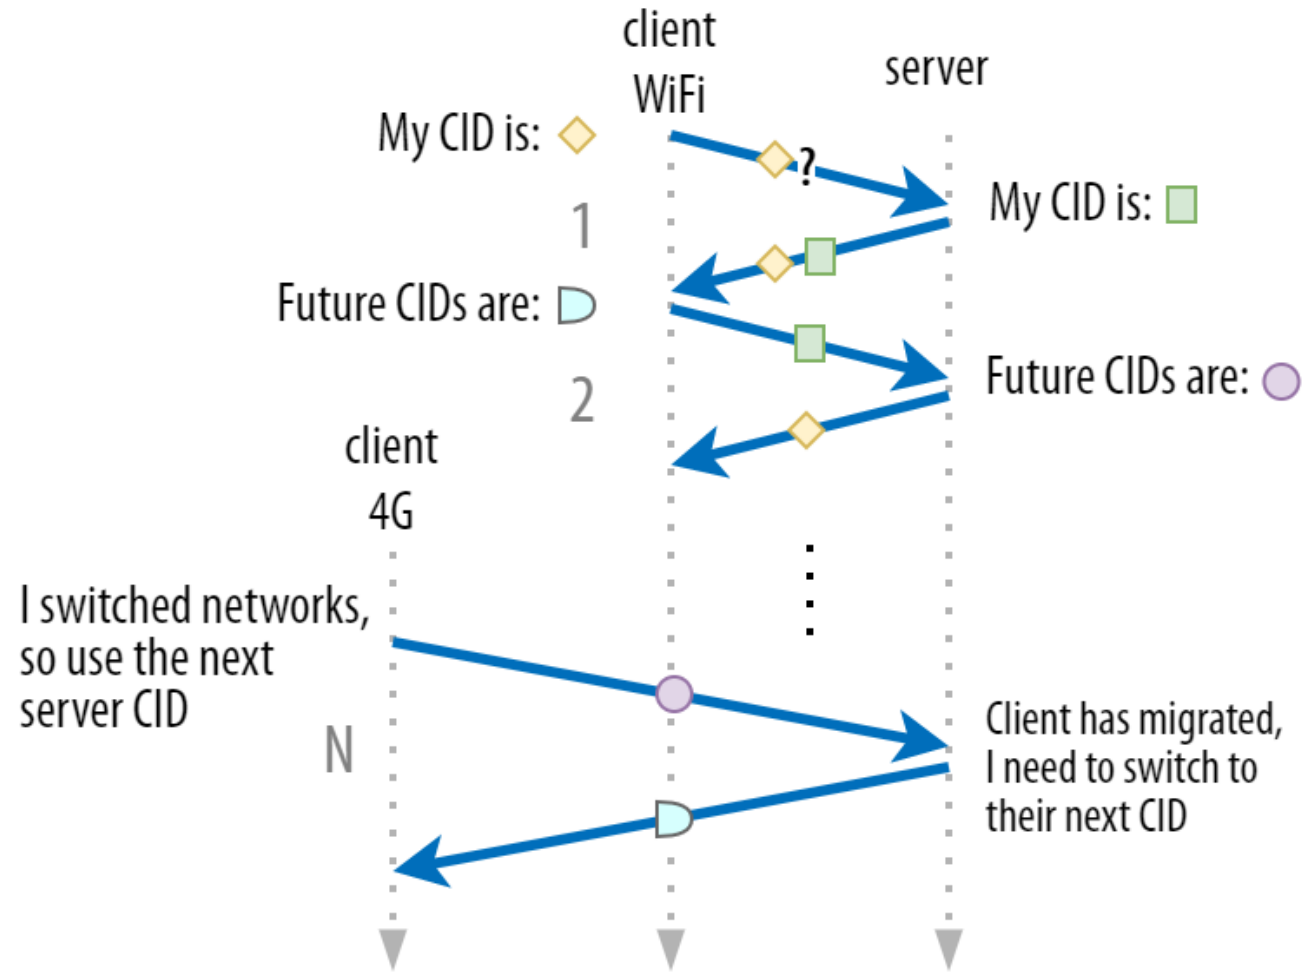 client
WiFi
server
My CID is:
?
1
My CID is:
Future CIDs are:
2
Future CIDs are:
client
4G
I switched networks,
so use the next
server CID
N
Client has migrated,
I need to switch to
their next CID